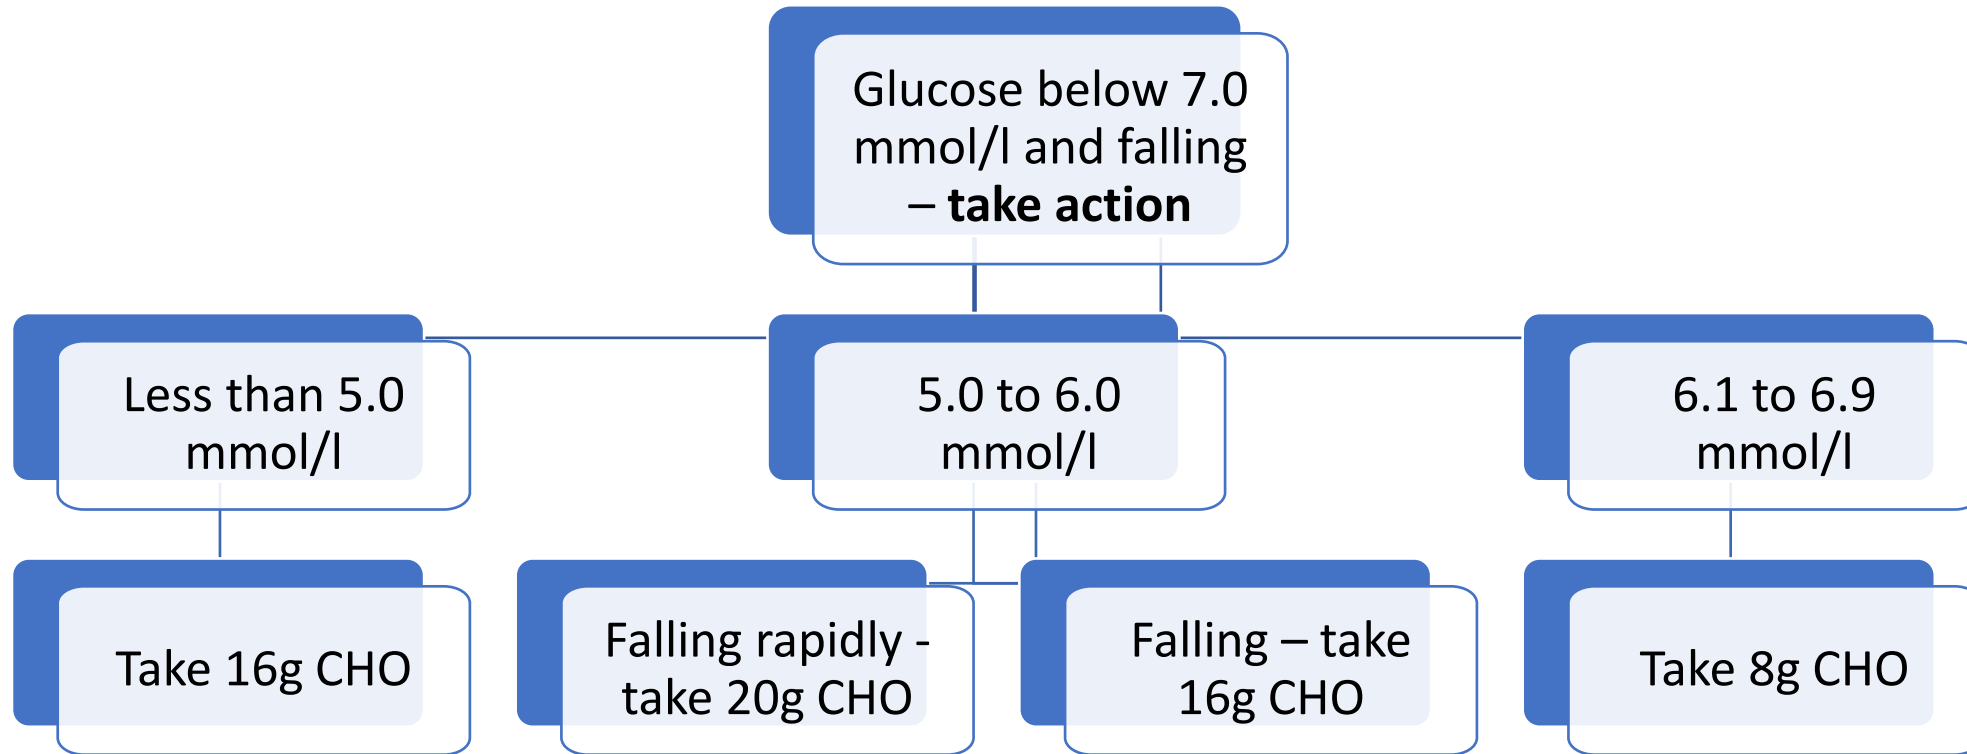 Glucose below 7.0
mmol/l and falling
– take action
Less than 5.0
mmol/l
5.0 to 6.0
mmol/l
6.1 to 6.9
mmol/l
Take 16g CHO
Falling rapidly -
take 20g CHO
Falling – take
16g CHO
Take 8g CHO